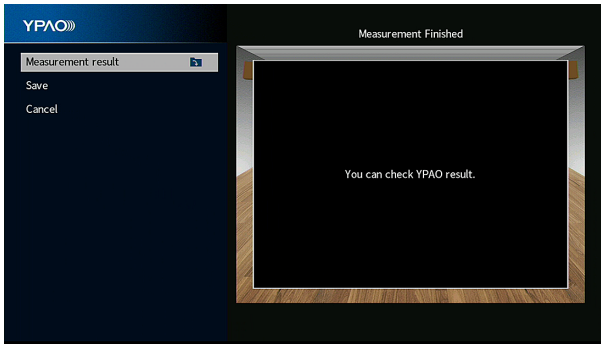 YPAO
Measurement Finished
Measurement result
Save
Cancel
You can check YPAO result.